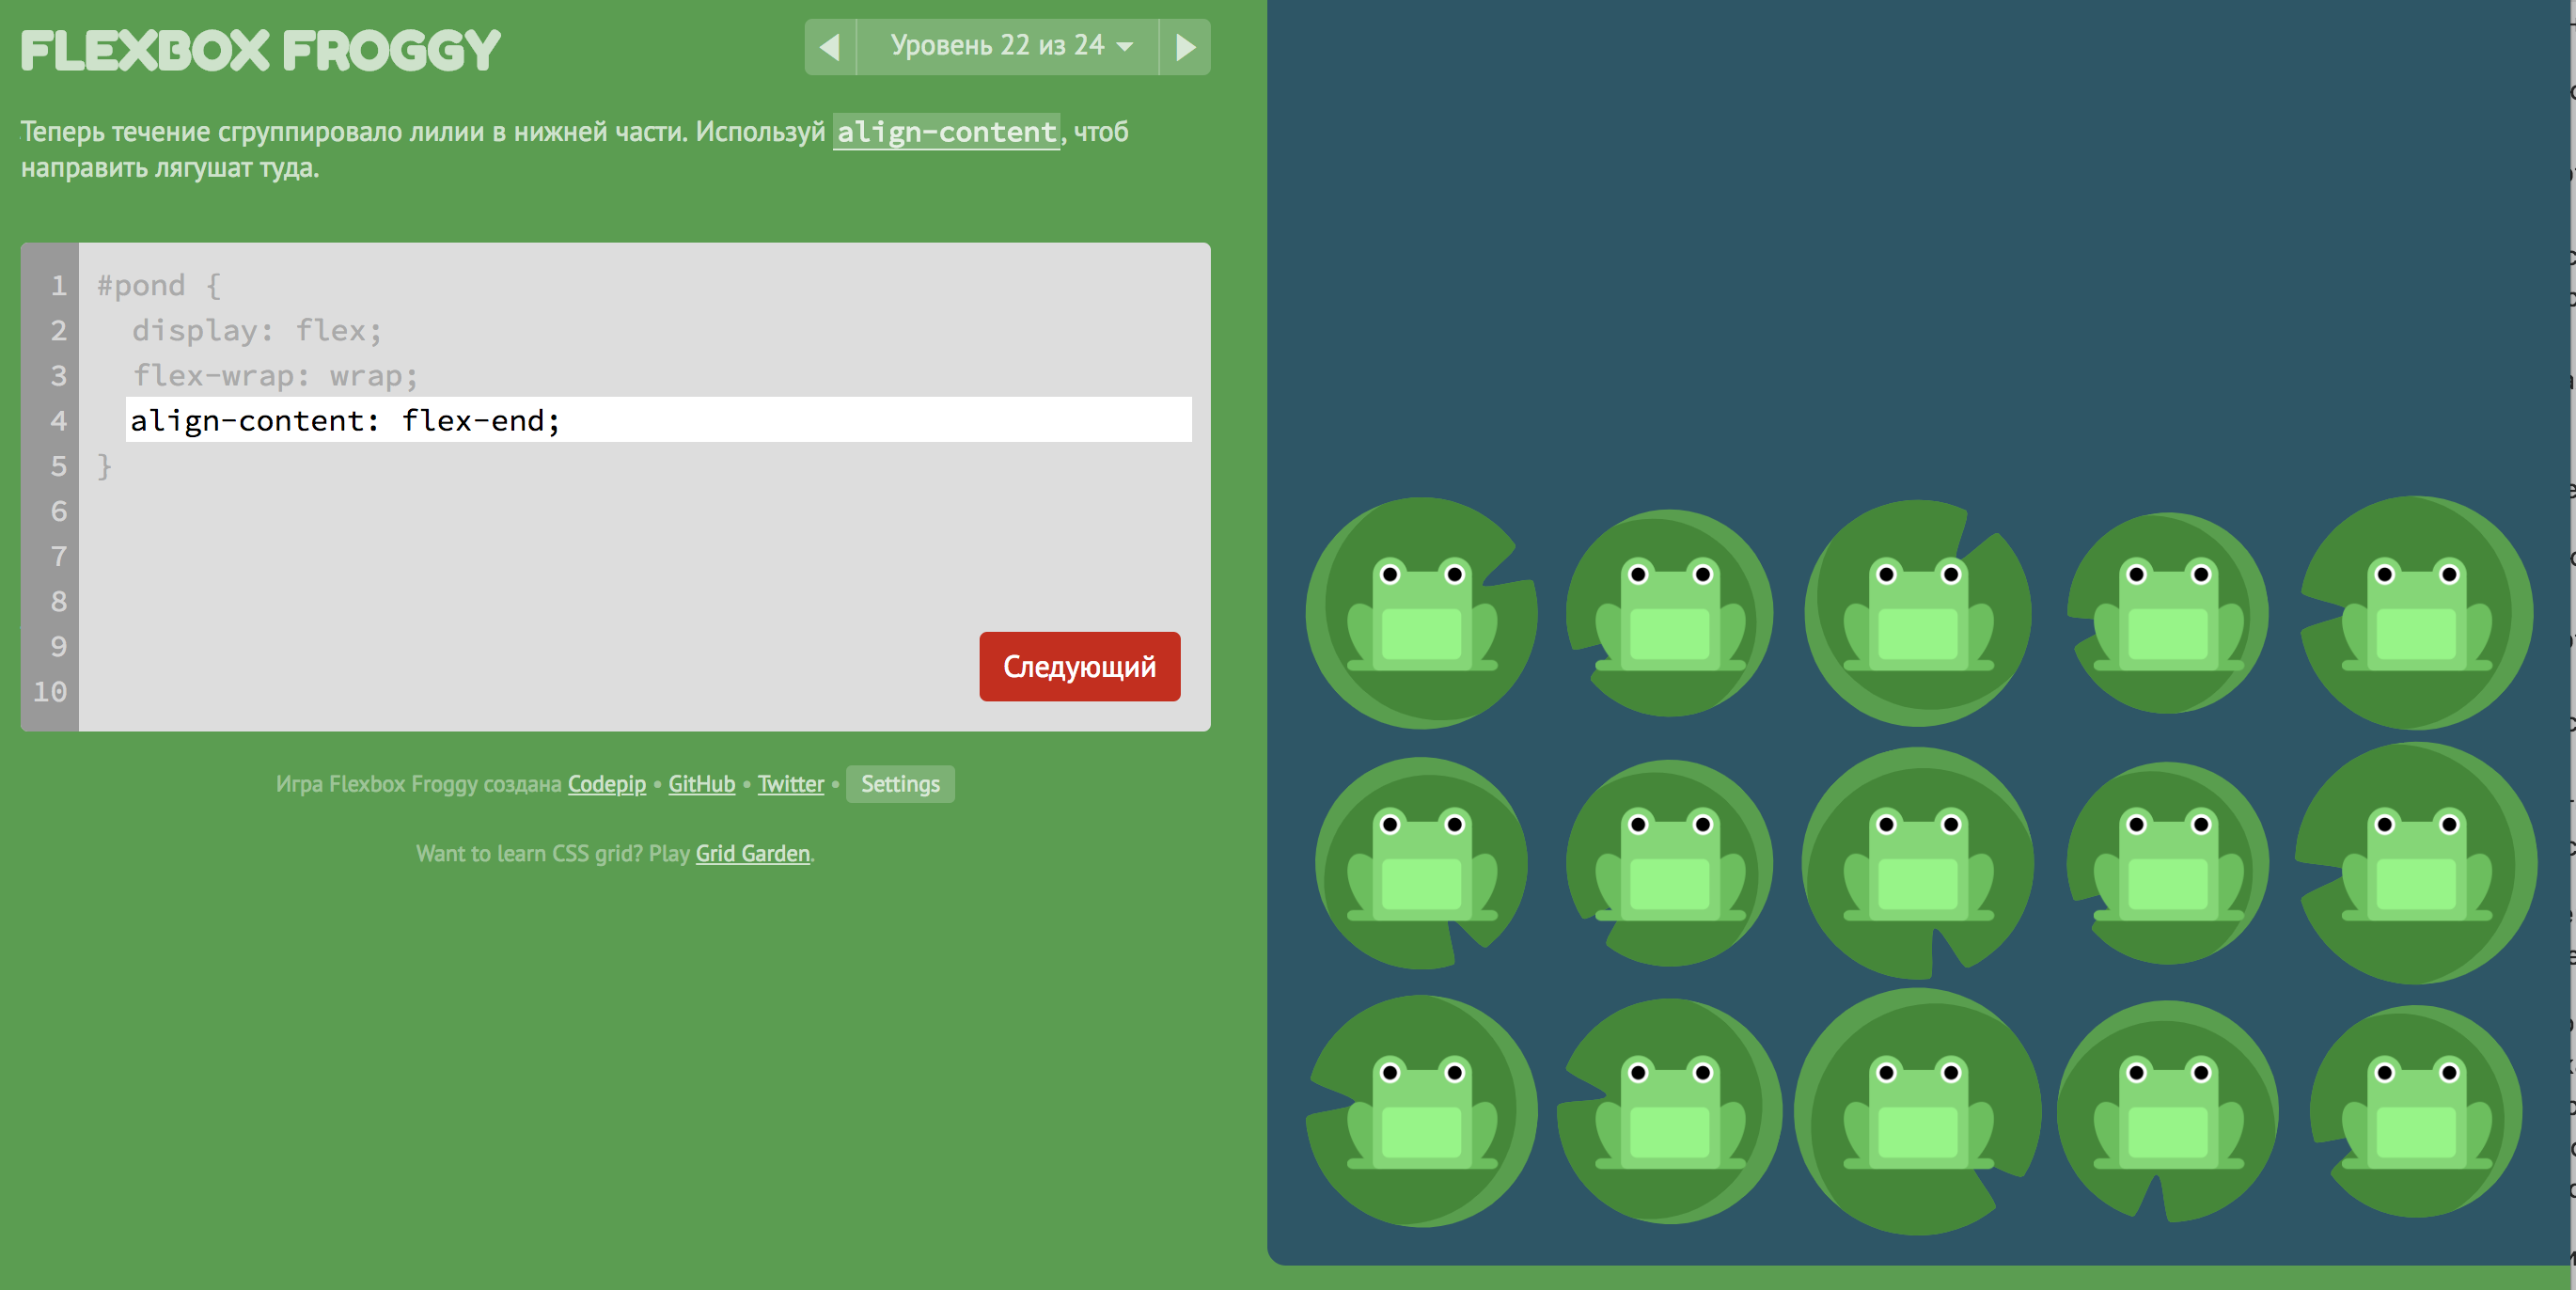 FLEXBOX FROGGY
Уровень 22 из 24
Теперь течение сгруппировало лилии в нижней части. Используй align-content, чтоб
направить лягушат туда.
1 #pond {
2 display: flex;
3 flex-wrap: wrap;
4 align-content: flex-end;
5 }
6
7
8
9
10
Следующий
Игра Flexbox Froggy создана Codepip • GitHub • Twitter • Settings
Want to learn CSS grid? Play Grid Garden.